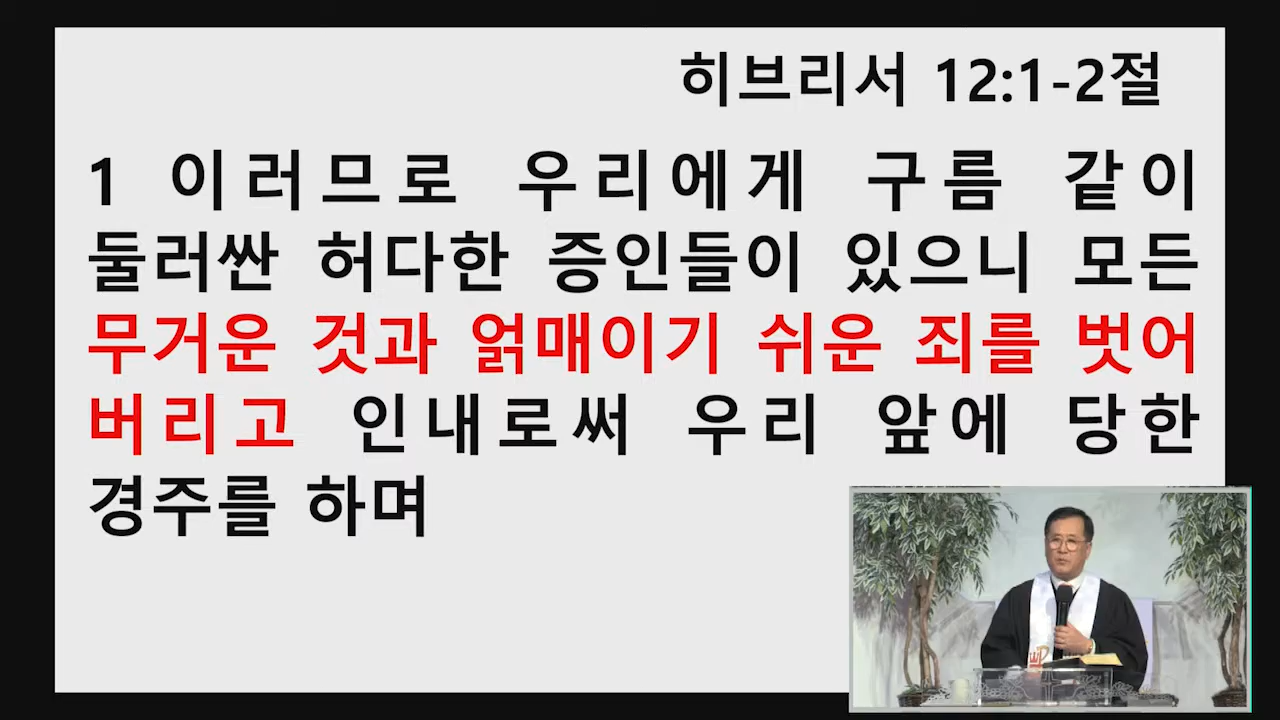 히브리서 12:1-2절
1 이러므로 우리에게 구름 같이
둘러싼 허다한 증인들이 있으니 모든
무거운 것과 얽매이기 쉬운 죄를 벗어
버리고 인내로써 우리 앞에 당한
경주를 하며